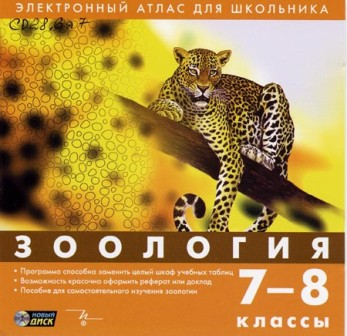 ЭЛЕКТРОННЫЙ АТЛАС ДЛЯ ШКОЛЬНИКА
ЗООЛОГИЯ
• Программа способна заменить целый шкаф учебных таблиц
• Возможность красочно оформить реферат или доклад
• Пособие для самостоятельного изучения зоологии
7–8
классы
НОВЫЙ
ДИСК
©